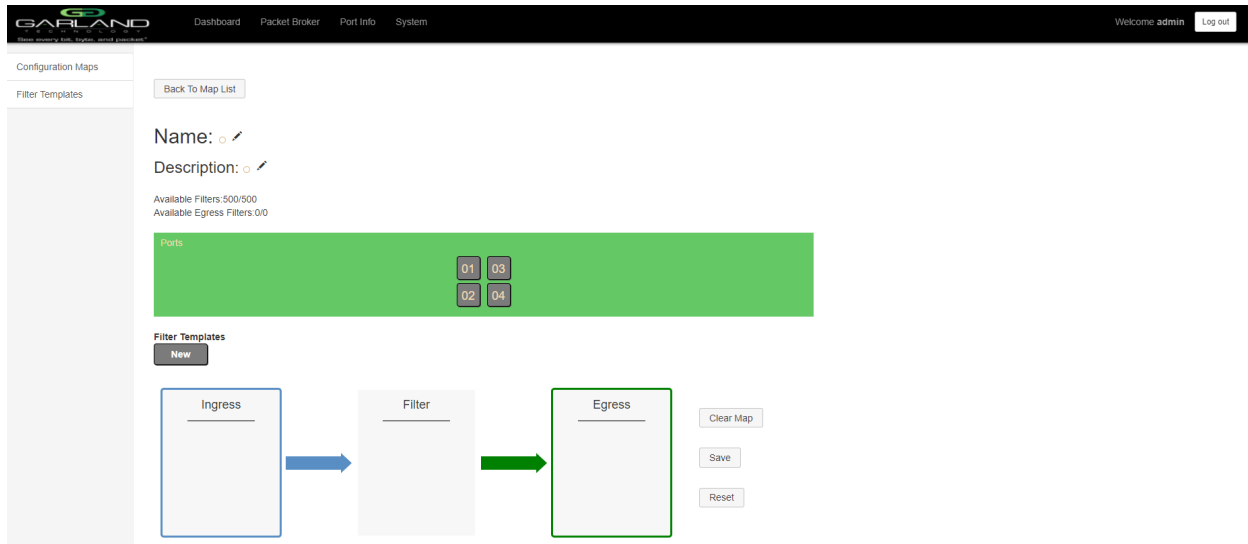 GARLAND
TECHNOLOGY
See every bit, byte, and packet®
Dashboard Packet Broker Port Info System
Welcome admin Log out
Configuration Maps
Filter Templates
Back To Map List
Name:
Description:
Available Filters:500/500
Available Egress Filters:0/0
Ports
01 03
02 04
Filter Templates
New
Ingress Filter Egress
Clear Map
Save
Reset